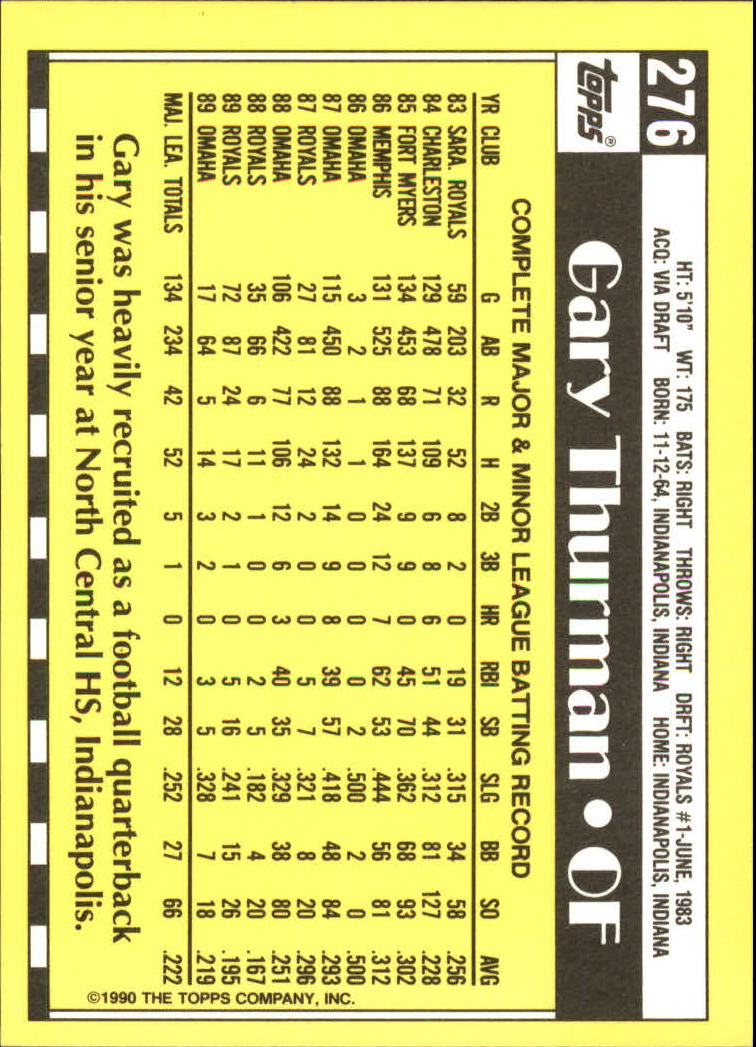 276
HT: 5'10" WT: 175 BATS: RIGHT THROWS: RIGHT DRFT: ROYALS #1-JUNE, 1983
ACQ: VIA DRAFT BORN: 11-12-64, INDIANAPOLIS, INDIANA HOME: INDIANAPOLIS, INDIANA
topps®
Gary Thurman • OF
COMPLETE MAJOR & MINOR LEAGUE BATTING RECORD
YR CLUB G AB R H 2B 3B HR RBI SB SLG BB SO AVG
83 SARA. ROYALS 59 203 32 52 8 2 0 19 31 .315 34 58 .256
84 CHARLESTON 129 478 71 109 6 8 6 51 44 .312 81 127 .228
85 FORT MYERS 134 453 68 137 9 9 0 45 70 .362 68 93 .302
86 MEMPHIS 131 525 88 164 24 12 7 62 53 .444 56 81 .312
86 OMAHA 3 2 1 1 0 0 0 0 2 .500 2 0 .500
87 OMAHA 115 450 88 132 14 9 8 39 57 .418 48 84 .293
87 ROYALS 27 81 12 24 2 0 0 5 7 .321 8 20 .296
88 OMAHA 106 422 77 106 12 6 3 40 35 .329 38 80 .251
88 ROYALS 35 66 6 11 1 0 0 2 5 .182 4 20 .167
89 ROYALS 72 87 24 17 2 1 0 5 16 .241 15 26 .195
89 OMAHA 17 64 5 14 3 2 0 3 5 .328 7 18 .219
MAJ. LEA. TOTALS 134 234 42 52 5 1 0 12 28 .252 27 66 .222
Gary was heavily recruited as a football quarterback
in his senior year at North Central HS, Indianapolis.
©1990 THE TOPPS COMPANY, INC.